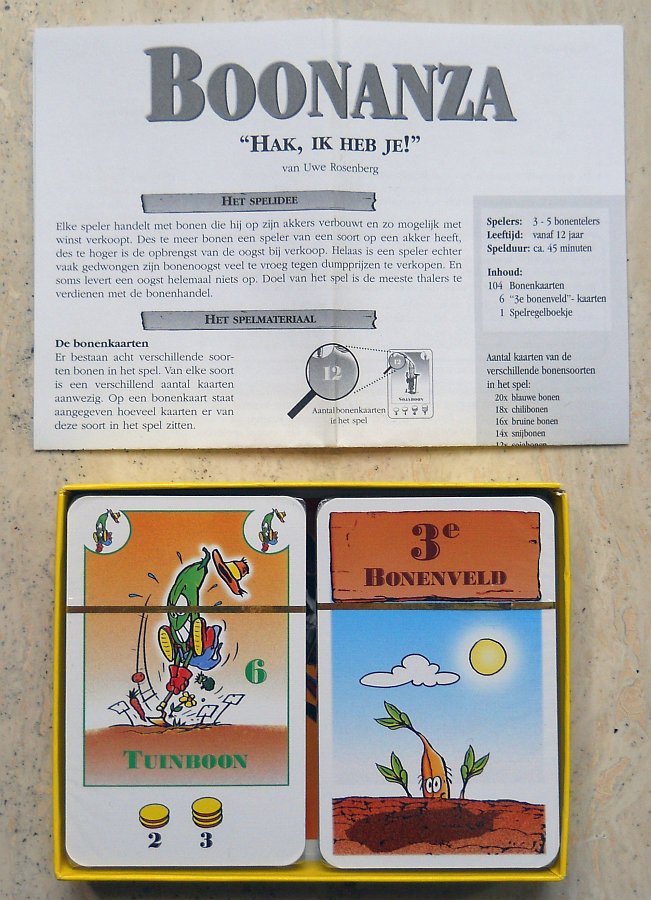 BOONANZA
“HAK, IK HEB JE!”
van Uwe Rosenberg
HET SPELIDEE
Elke speler handelt met bonen die hij op zijn akkers verbouwt en zo mogelijk met
winst verkoopt. Des te meer bonen een speler van een soort op een akker heeft,
des te hoger is de opbrengst van de oogst bij verkoop. Helaas is een speler echter
vaak gedwongen zijn bonenoogst veel te vroeg tegen dumpprijzen te verkopen. En
soms levert een oogst helemaal niets op. Doel van het spel is de meeste thalers te
verdienen met de bonenhandel.
HET SPELMATERIAAL
De bonenkaarten
Er bestaan acht verschillende soor-
ten bonen in het spel. Van elke soort
is een verschillend aantal kaarten
aanwezig. Op een bonenkaart staat
aangegeven hoeveel kaarten er van
deze soort in het spel zitten.
12
12
SOJABOON
Aantal bonenkaarten
in het spel
Spelers: 3 - 5 bonentelers
Leeftijd: vanaf 12 jaar
Spelduur: ca. 45 minuten
Inhoud:
104 Bonenkaarten
6 “3e bonenveld”- kaarten
1 Spelregelboekje
Aantal kaarten van de
verschillende bonensoorten
in het spel:
20x blauwe bonen
18x chilibonen
16x bruine bonen
14x snijbonen
12x sojabonen
6
TUINBOON
2 3
3e
BONENVELD